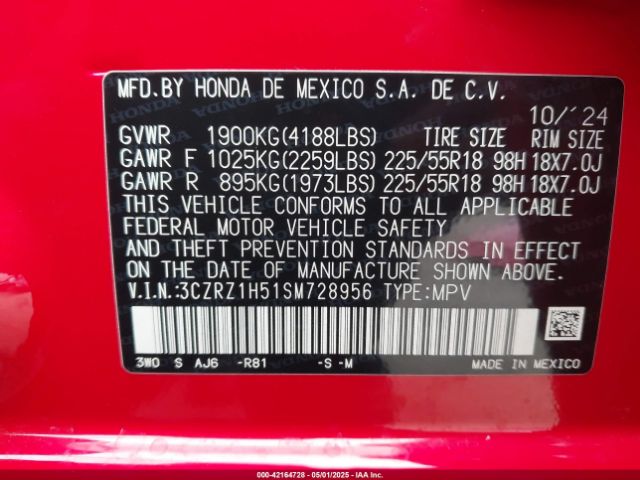 MFD.BY HONDA DE MEXICO S.A. DE C.V.
10/'24
GVWR 1900KG(4188LBS) TIRE SIZE RIM SIZE
GAWR F 1025KG(2259LBS) 225/55R18 98H 18X7.0J
GAWR R 895KG(1973LBS) 225/55R18 98H 18X7.0J
THIS VEHICLE CONFORMS TO ALL APPLICABLE
FEDERAL MOTOR VEHICLE SAFETY
AND THEFT PREVENTION STANDARDS IN EFFECT
ON THE DATE OF MANUFACTURE SHOWN ABOVE.
V.I.N.:3CZRZ1H51SM728956 TYPE:MPV
3W0 S AJ6 -R81 -S -M MADE IN MEXICO
000-42164728 - 05/01/2025 - IAAI.com